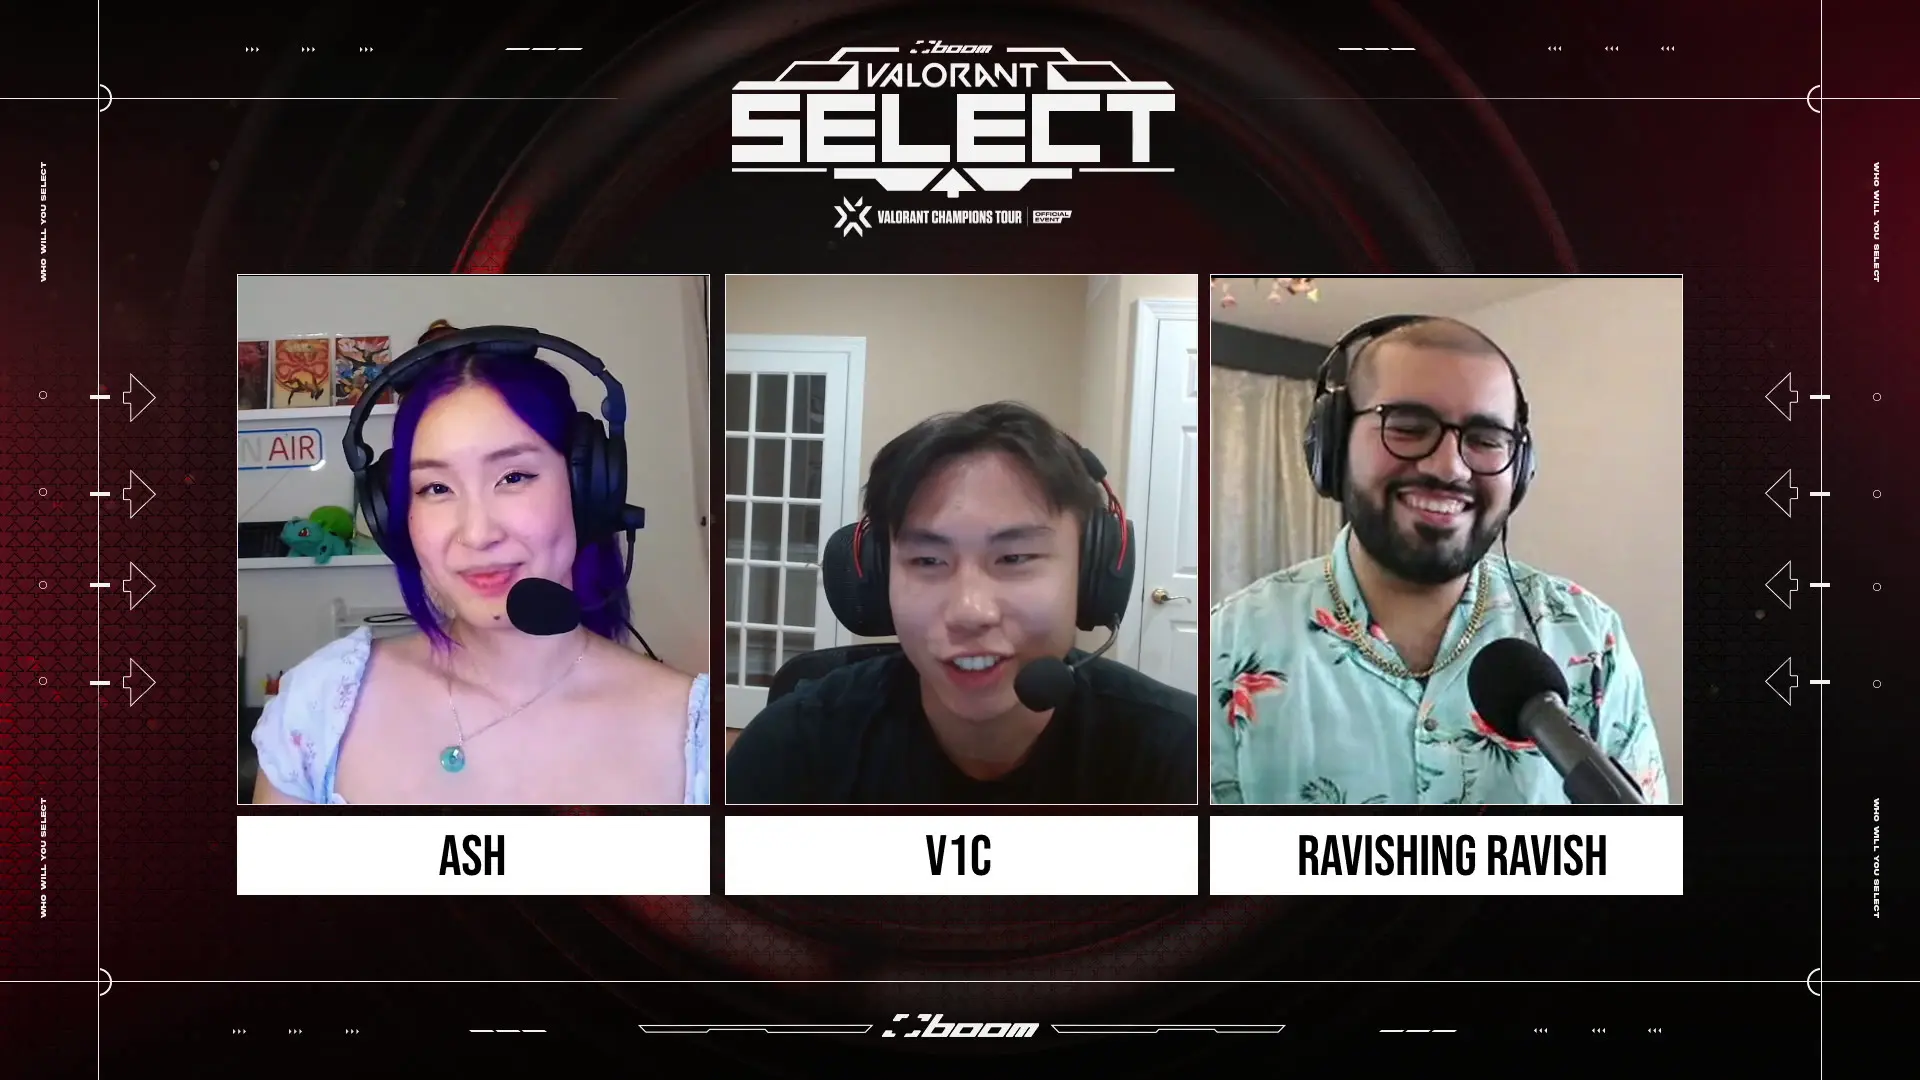 boom
VALORANT
SELECT
VALORANT CHAMPIONS TOUR
OFFICIAL
EVENT
WHO WILL YOU SELECT
WHO WILL YOU SELECT
N AIR
ASH
V1C
RAVISHING RAVISH
WHO WILL YOU SELECT
WHO WILL YOU SELECT
boom